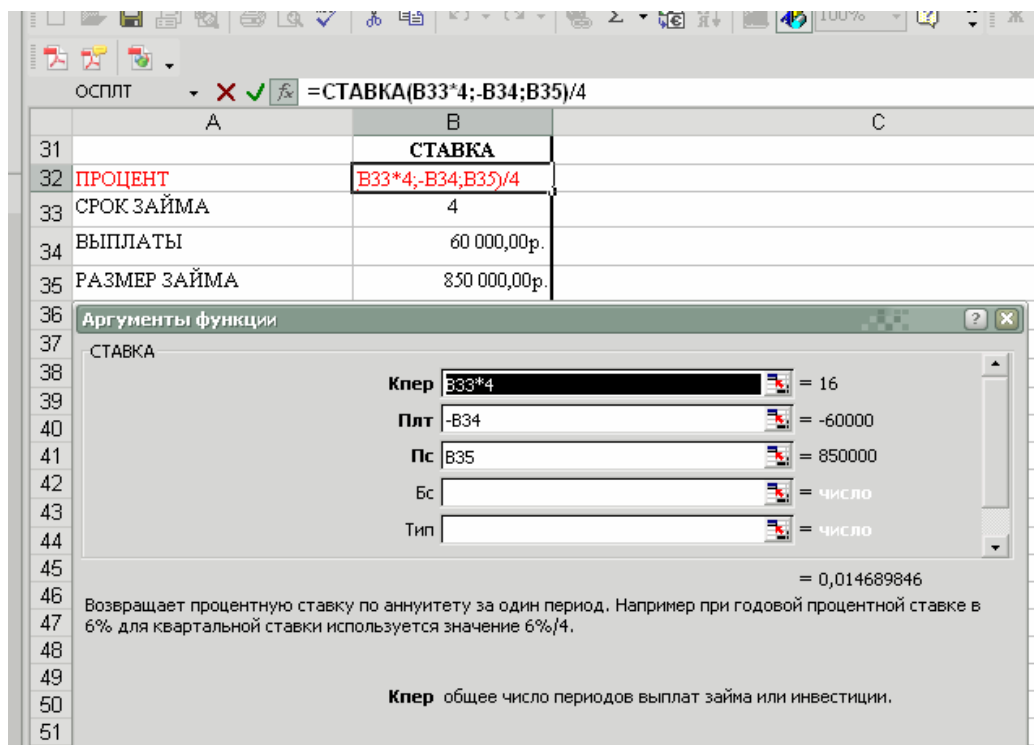 100%
ОСПЛТ =СТАВКА(B33*4;-B34;B35)/4
A B C
31 СТАВКА
32 ПРОЦЕНТ B33*4;-B34;B35)/4
33 СРОК ЗАЙМА 4
34 ВЫПЛАТЫ 60 000,00р.
35 РАЗМЕР ЗАЙМА 850 000,00р.
36 Аргументы функции
37 СТАВКА
38 Кпер B33*4 = 16
39
40 Плт -B34 = -60000
41 Пс B35 = 850000
42 Бс = число
43
44 Тип = число
45 = 0,014689846
46 Возвращает процентную ставку по аннуитету за один период. Например при годовой процентной ставке в
47 6% для квартальной ставки используется значение 6%/4.
48
49
50 Кпер общее число периодов выплат займа или инвестиции.
51